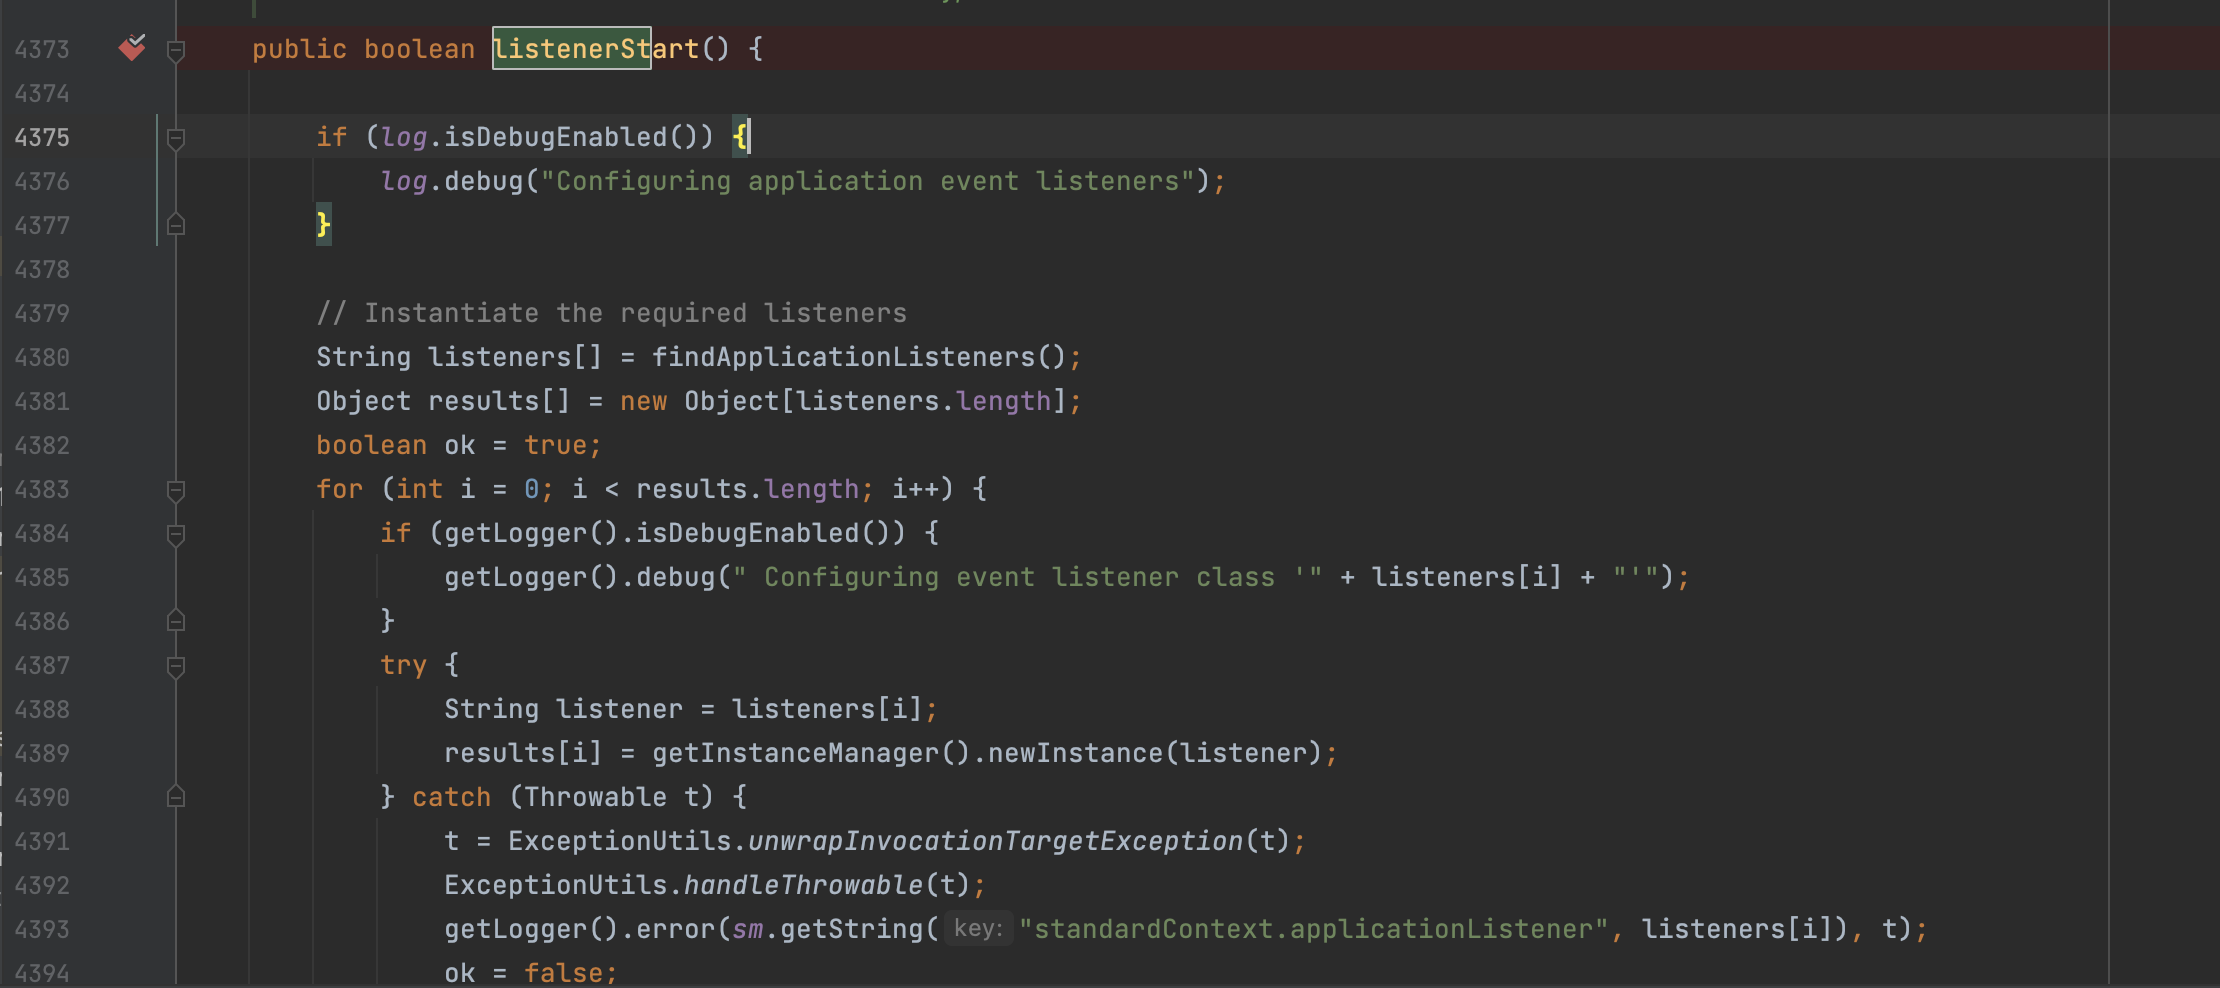 4373 public boolean listenerStart() {
4374
4375 if (log.isDebugEnabled()) {
4376 log.debug("Configuring application event listeners");
4377 }
4378
4379 // Instantiate the required listeners
4380 String listeners[] = findApplicationListeners();
4381 Object results[] = new Object[listeners.length];
4382 boolean ok = true;
4383 for (int i = 0; i < results.length; i++) {
4384 if (getLogger().isDebugEnabled()) {
4385 getLogger().debug(" Configuring event listener class '" + listeners[i] + "'");
4386 }
4387 try {
4388 String listener = listeners[i];
4389 results[i] = getInstanceManager().newInstance(listener);
4390 } catch (Throwable t) {
4391 t = ExceptionUtils.unwrapInvocationTargetException(t);
4392 ExceptionUtils.handleThrowable(t);
4393 getLogger().error(sm.getString( key: "standardContext.applicationListener", listeners[i]), t);
4394 ok = false;